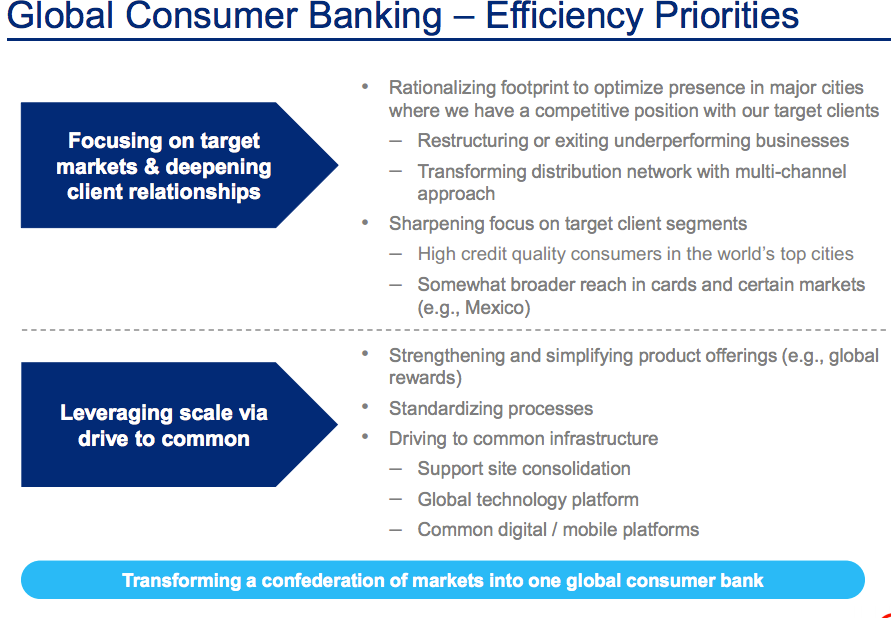 Global Consumer Banking – Efficiency Priorities
Focusing on target
markets & deepening
client relationships
• Rationalizing footprint to optimize presence in major cities
where we have a competitive position with our target clients
– Restructuring or exiting underperforming businesses
– Transforming distribution network with multi-channel
approach
• Sharpening focus on target client segments
– High credit quality consumers in the world's top cities
– Somewhat broader reach in cards and certain markets
(e.g., Mexico)
Leveraging scale via
drive to common
• Strengthening and simplifying product offerings (e.g., global
rewards)
• Standardizing processes
• Driving to common infrastructure
– Support site consolidation
– Global technology platform
– Common digital / mobile platforms
Transforming a confederation of markets into one global consumer bank